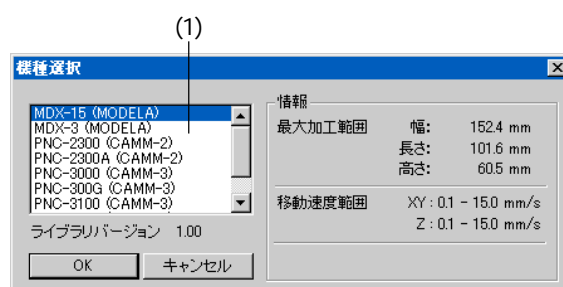 (1)
機種選択
MDX-15 (MODELA)
MDX-3 (MODELA)
PNC-2300 (CAMM-2)
PNC-2300A (CAMM-2)
PNC-3000 (CAMM-3)
PNC-300G (CAMM-3)
PNC-3100 (CAMM-3)
ライブラリバージョン 1.00
OK
キャンセル
情報
最大加工範囲 幅: 152.4 mm
長さ: 101.6 mm
高さ: 60.5 mm
移動速度範囲 XY : 0.1 - 15.0 mm/s
Z : 0.1 - 15.0 mm/s